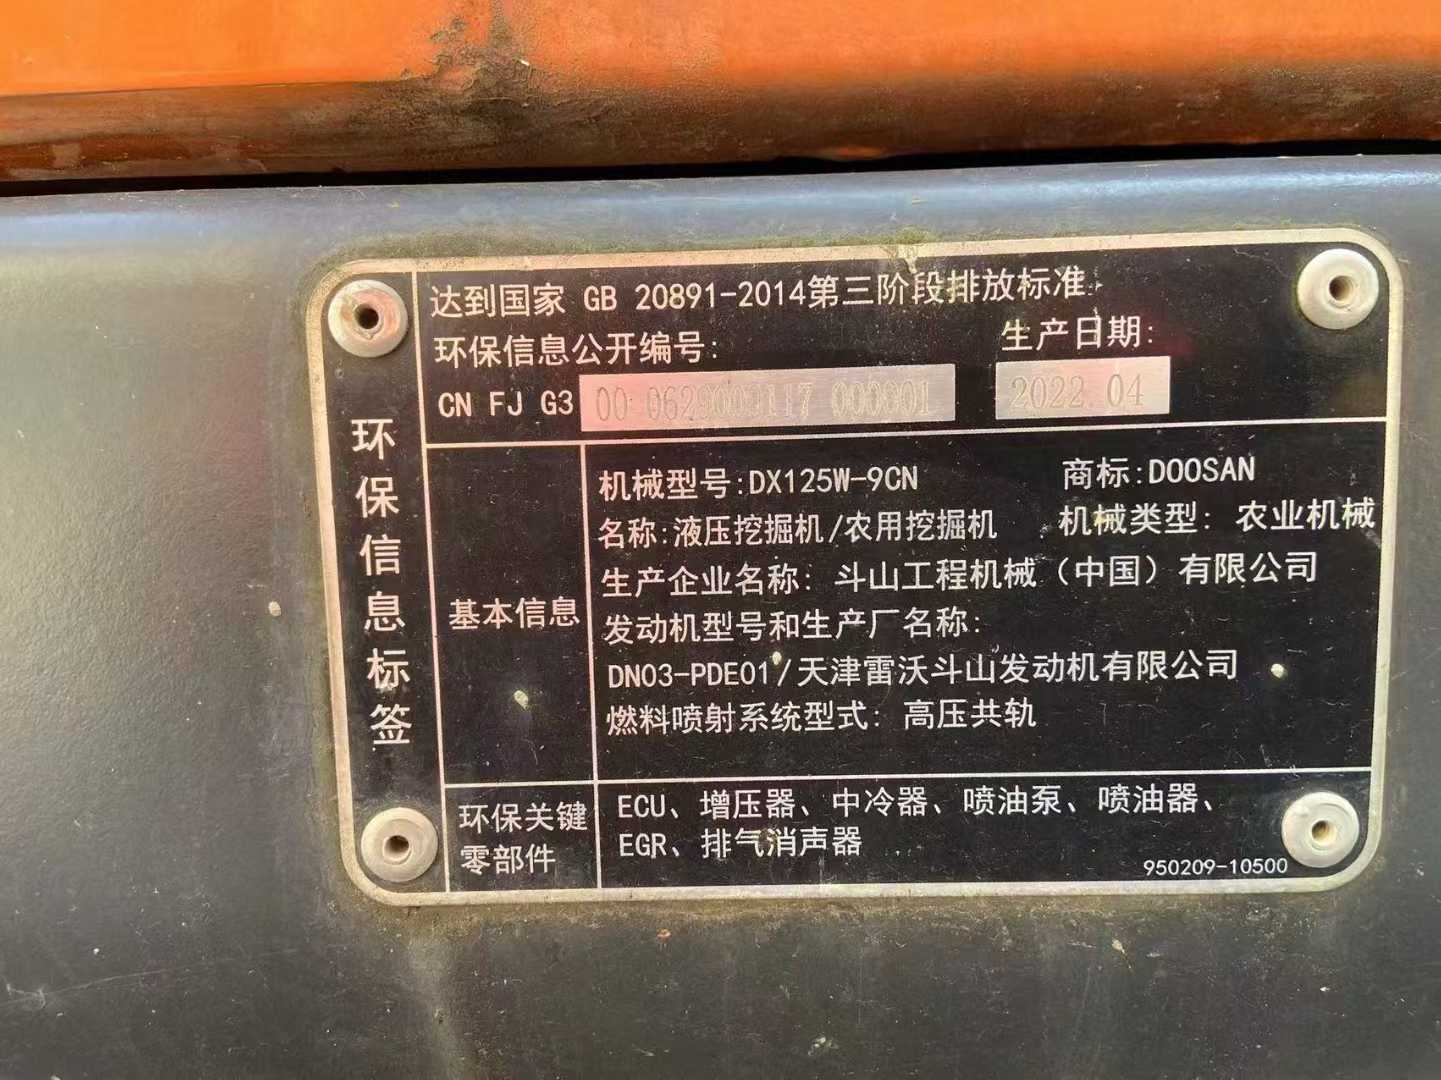 达到国家 GB 20891-2014第三阶段排放标准
环保信息公开编号: 生产日期:
CN FJ G3 00 0629000117 000001 2022.04
环保信息标签
基本信息
机械型号:DX125W-9CN 商标:DOOSAN
名称:液压挖掘机/农用挖掘机 机械类型: 农业机械
生产企业名称: 斗山工程机械（中国）有限公司
发动机型号和生产厂名称:
DN03-PDE01/天津雷沃斗山发动机有限公司
燃料喷射系统型式: 高压共轨
环保关键零部件
ECU、增压器、中冷器、喷油泵、喷油器、
EGR、排气消声器
950209-10500